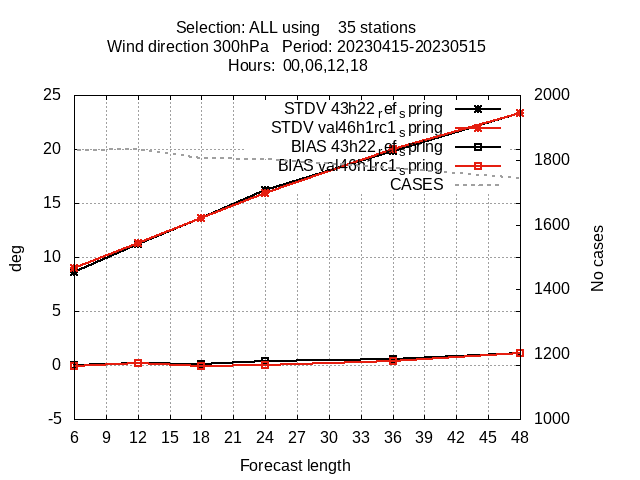 Selection: ALL using    35 stations
Wind direction 300hPa   Period: 20230415-20230515
Hours:  00,06,12,18
STDV 43h22_ref_spring
STDV val46h1rc1_spring
BIAS 43h22_ref_spring
BIAS val46h1rc1_spring
CASES
25
20
15
10
5
0
-5
deg
2000
1800
1600
1400
1200
1000
No cases
6 9 12 15 18 21 24 27 30 33 36 39 42 45 48
Forecast length